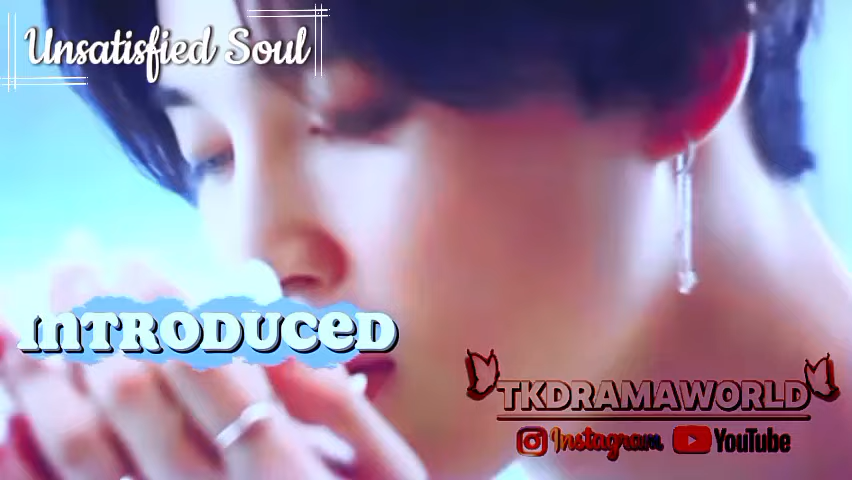 Unsatisfied Soul
INTRODUCED
TKDRAMAWORLD
Instagram YouTube